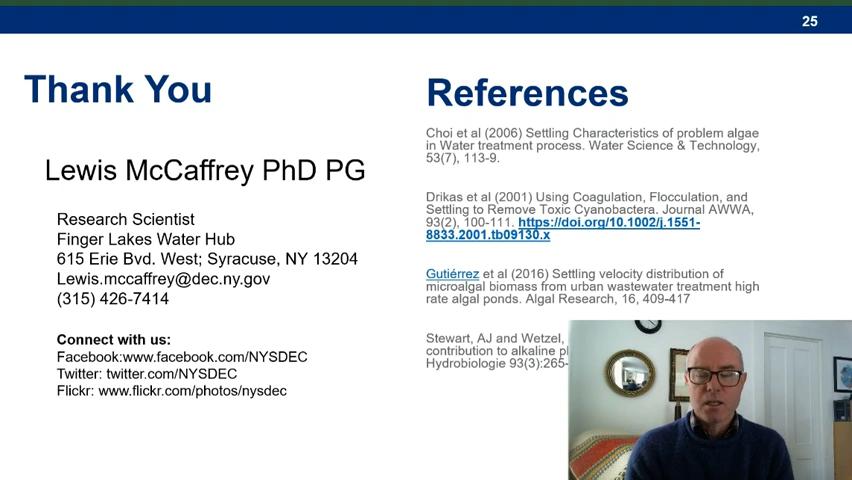 25
Thank You
Lewis McCaffrey PhD PG
Research Scientist
Finger Lakes Water Hub
615 Erie Bvd. West; Syracuse, NY 13204
Lewis.mccaffrey@dec.ny.gov
(315) 426-7414
Connect with us:
Facebook:www.facebook.com/NYSDEC
Twitter: twitter.com/NYSDEC
Flickr: www.flickr.com/photos/nysdec
References
Choi et al (2006) Settling Characteristics of problem algae
in Water treatment process. Water Science & Technology,
53(7), 113-9.
Drikas et al (2001) Using Coagulation, Flocculation, and
Settling to Remove Toxic Cyanobactera. Journal AWWA,
93(2), 100-111. https://doi.org/10.1002/j.1551-
8833.2001.tb09130.x
Gutiérrez et al (2016) Settling velocity distribution of
microalgal biomass from urban wastewater treatment high
rate algal ponds. Algal Research, 16, 409-417
Stewart, AJ and Wetzel,
contribution to alkaline
Hydrobiologie 93(3):265-